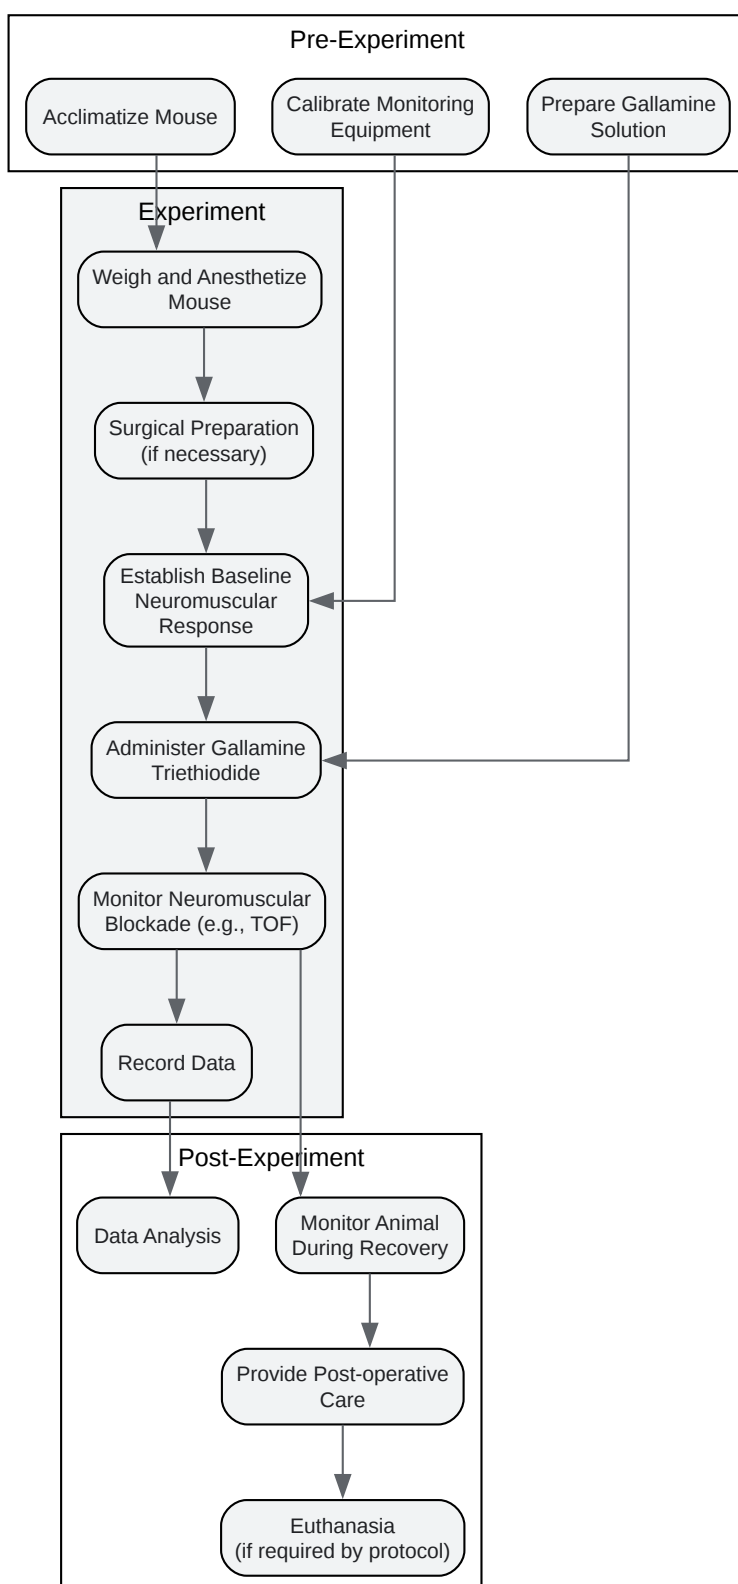 Pre-Experiment
Acclimatize Mouse
Calibrate Monitoring
Equipment
Prepare Gallamine
Solution
Experiment
Weigh and Anesthetize
Mouse
Surgical Preparation
(if necessary)
Establish Baseline
Neuromuscular
Response
Administer Gallamine
Triethiodide
Monitor Neuromuscular
Blockade (e.g., TOF)
Record Data
Post-Experiment
Data Analysis
Monitor Animal
During Recovery
Provide Post-operative
Care
Euthanasia
(if required by protocol)